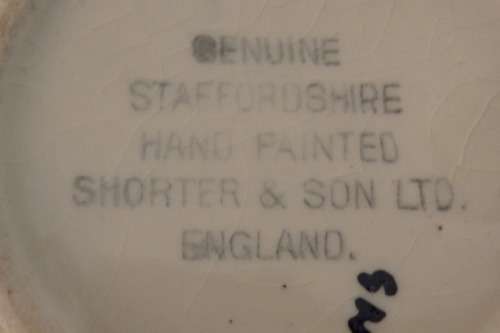 GENUINE
STAFFORDSHIRE
HAND PAINTED
SHORTER & SON LTD.
ENGLAND.